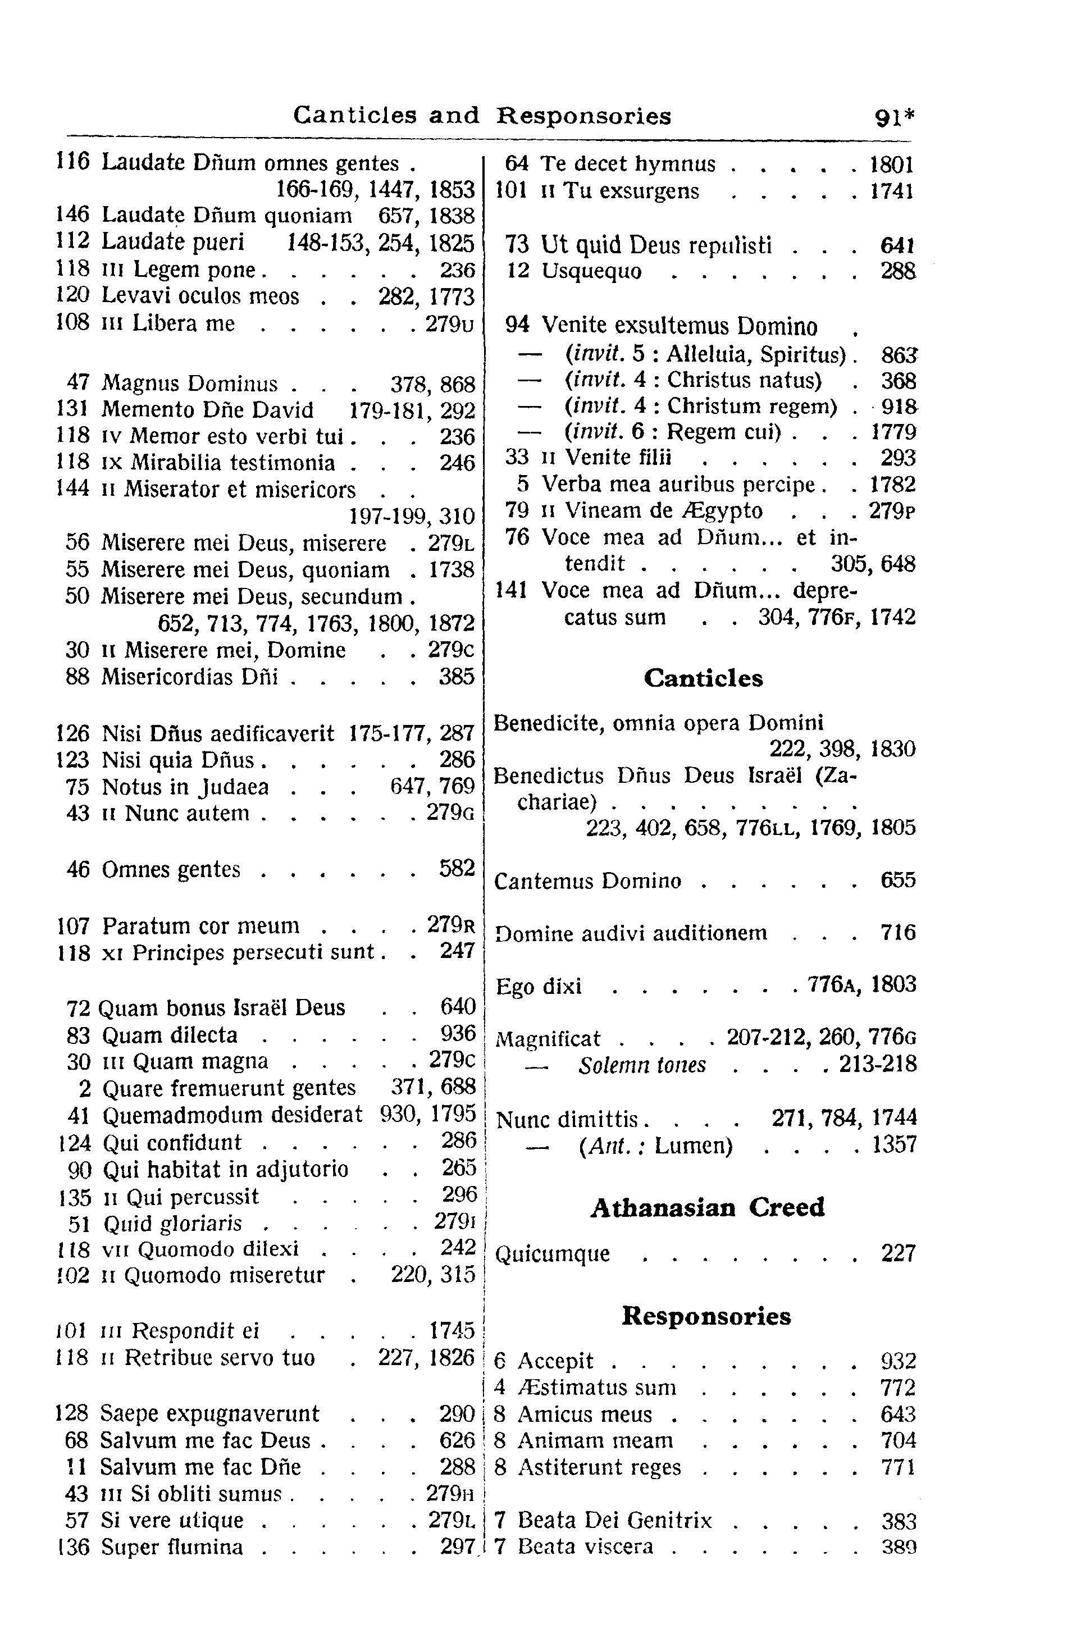 Canticles and Responsories 91*
116 Laudate Dñum omnes gentes .
166-169, 1447, 1853
146 Laudate Dñum quoniam 657, 1838
112 Laudate pueri 148-153, 254, 1825
118 III Legem pone . . . . . . 236
120 Levavi oculos meos . . 282, 1773
108 III Libera me . . . . . . 279U
47 Magnus Dominus . . . 378, 868
131 Memento Dñe David 179-181, 292
118 IV Memor esto verbi tui . . . 236
118 IX Mirabilia testimonia . . . 246
144 II Miserator et misericors . .
197-199, 310
56 Miserere mei Deus, miserere . 279L
55 Miserere mei Deus, quoniam . 1738
50 Miserere mei Deus, secundum .
652, 713, 774, 1763, 1800, 1872
30 II Miserere mei, Domine . . 279C
88 Misericordias Dñi . . . . . 385
126 Nisi Dñus aedificaverit 175-177, 287
123 Nisi quia Dñus . . . . . . 286
75 Notus in Judaea . . . 647, 769
43 II Nunc autem . . . . . . 279G
46 Omnes gentes . . . . . . 582
107 Paratum cor meum . . . . 279R
118 XI Principes persecuti sunt . . 247
72 Quam bonus Israël Deus . . 640
83 Quam dilecta . . . . . . 936
30 III Quam magna . . . . . 279C
2 Quare fremuerunt gentes 371, 688
41 Quemadmodum desiderat 930, 1795
124 Qui confidunt . . . . . . 286
90 Qui habitat in adjutorio . . 265
135 II Qui percussit . . . . . 296
51 Quid gloriaris . . . . . . 279I
118 VII Quomodo dilexi . . . . 242
102 II Quomodo miseretur . 220, 315
101 III Respondit ei . . . . . 1745
118 II Retribue servo tuo . 227, 1826
128 Saepe expugnaverunt . . . 290
68 Salvum me fac Deus . . . . 626
11 Salvum me fac Dñe . . . . 288
43 III Si obliti sumus . . . . . 279H
57 Si vere utique . . . . . . 279L
136 Super flumina . . . . . . 297
64 Te decet hymnus . . . . . 1801
101 II Tu exsurgens . . . . . 1741
73 Ut quid Deus repulisti . . . 641
12 Usquequo . . . . . . . 288
94 Venite exsultemus Domino .
— (invit. 5 : Alleluia, Spiritus) . 863
— (invit. 4 : Christus natus) . 368
— (invit. 4 : Christum regem) . 918
— (invit. 6 : Regem cui) . . . 1779
33 II Venite filii . . . . . . 293
5 Verba mea auribus percipe . . 1782
79 II Vineam de Ægypto . . . 279P
76 Voce mea ad Dñum... et in-
tendit . . . . . . 305, 648
141 Voce mea ad Dñum... depre-
catus sum . . 304, 776F, 1742
Canticles
Benedicite, omnia opera Domini
222, 398, 1830
Benedictus Dñus Deus Israël (Za-
chariae) . . . . . . . . .
223, 402, 658, 776LL, 1769, 1805
Cantemus Domino . . . . . . 655
Domine audivi auditionem . . . 716
Ego dixi . . . . . . . 776A, 1803
Magnificat . . . . 207-212, 260, 776G
— Solemn tones . . . . 213-218
Nunc dimittis . . . . 271, 784, 1744
— (Ant. : Lumen) . . . . 1357
Athanasian Creed
Quicumque . . . . . . . . 227
Responsories
6 Accepit . . . . . . . . . 932
4 Æstimatus sum . . . . . . 772
8 Amicus meus . . . . . . . 643
8 Animam meam . . . . . . 704
8 Astiterunt reges . . . . . . 771
7 Beata Dei Genitrix . . . . . 383
7 Beata viscera . . . . . . . 389